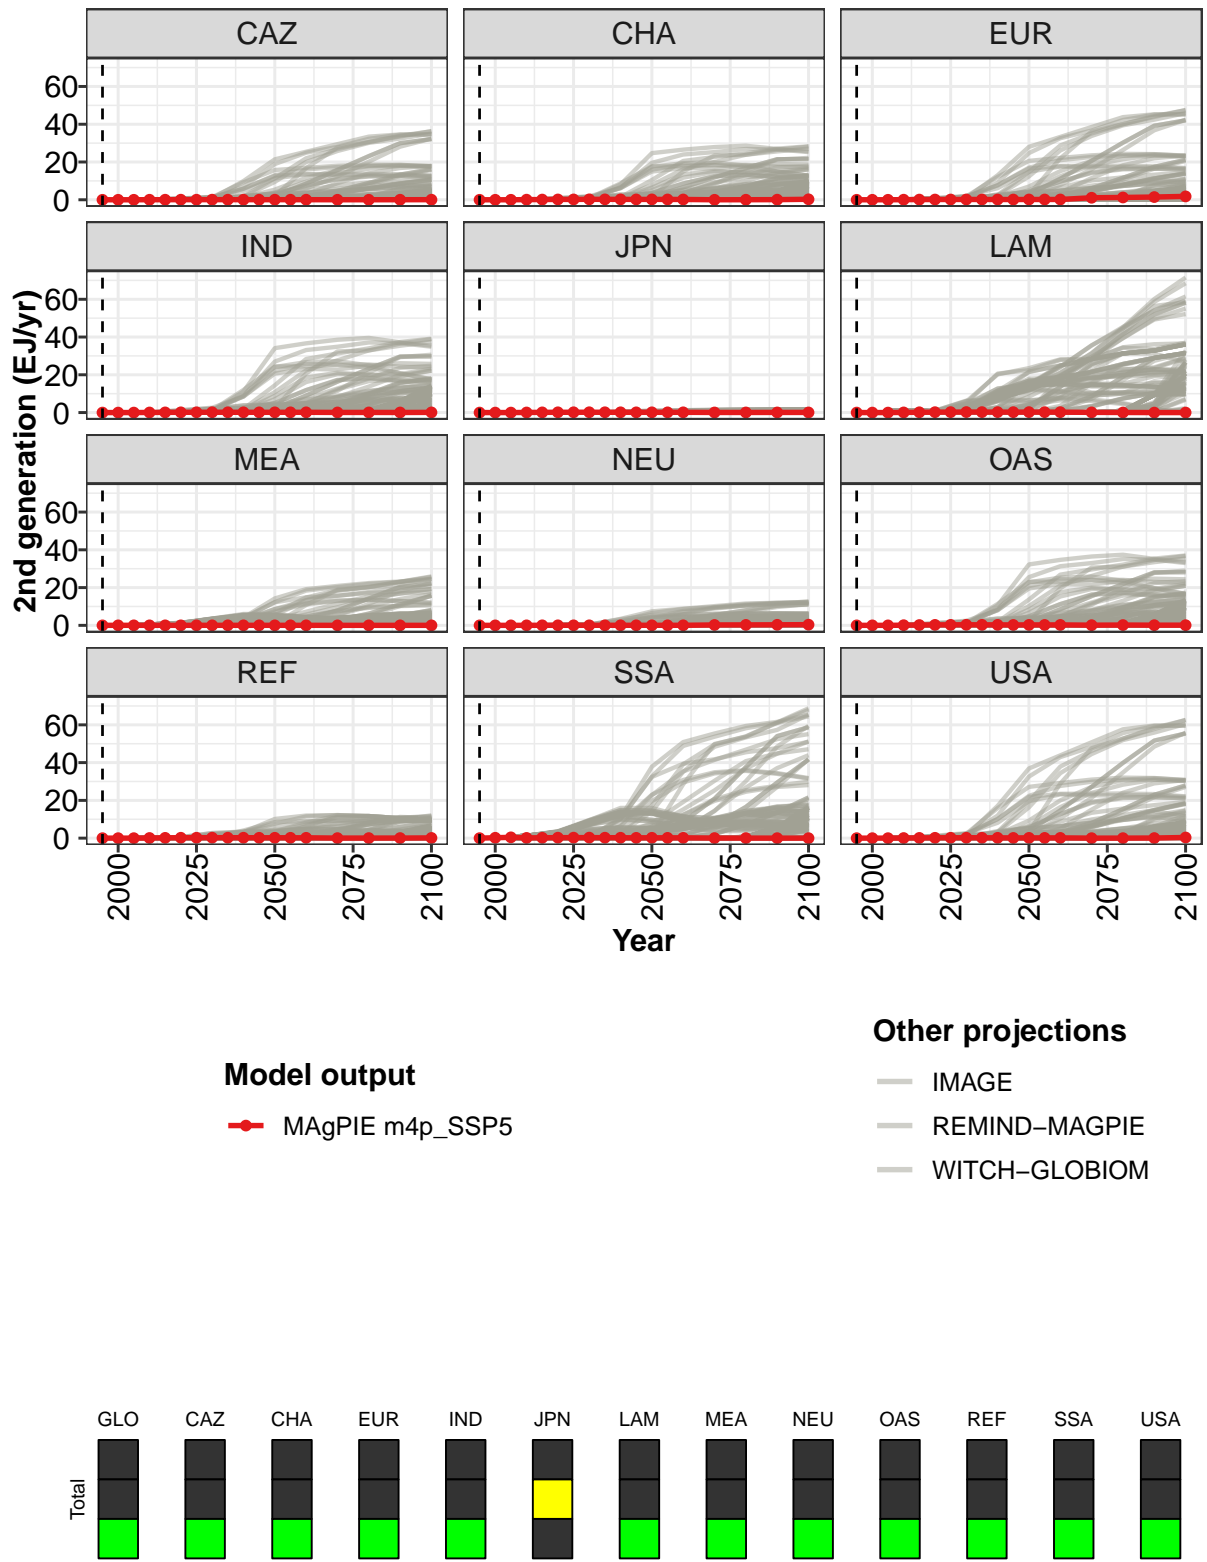 CAZ CHA EUR
60
40
20
0
IND JPN LAM
60
40
20
0
2nd generation (EJ/yr)
MEA NEU OAS
60
40
20
0
REF SSA USA
60
40
20
0
2000 2025 2050 2075 2100 2000 2025 2050 2075 2100 2000 2025 2050 2075 2100
Year
Model output
MAgPIE m4p_SSP5
Other projections
IMAGE
REMIND−MAGPIE
WITCH−GLOBIOM
GLO CAZ CHA EUR IND JPN LAM MEA NEU OAS REF SSA USA
Total